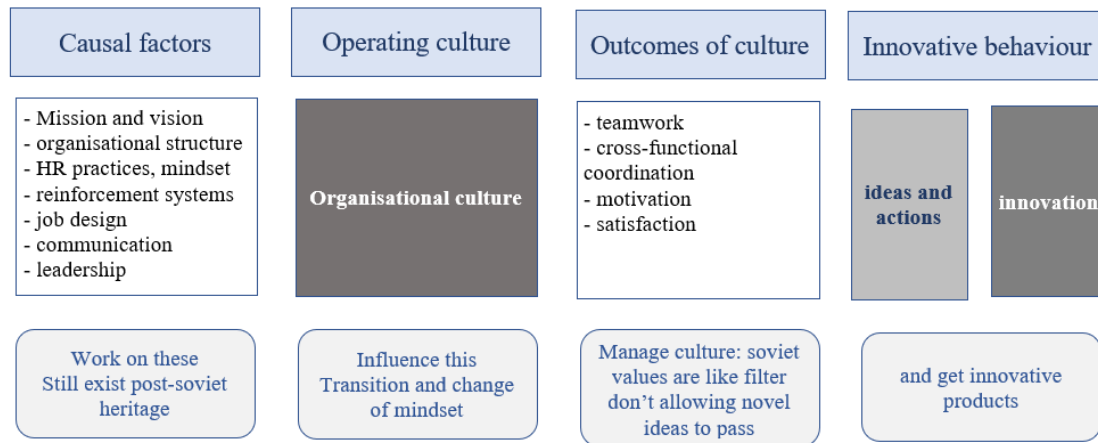 Causal factors
Operating culture
Outcomes of culture
Innovative behaviour
- Mission and vision
- organisational structure
- HR practices, mindset
- reinforcement systems
- job design
- communication
- leadership
Organisational culture
- teamwork
- cross-functional
coordination
- motivation
- satisfaction
ideas and
actions
innovation
Work on these
Still exist post-soviet
heritage
Influence this
Transition and change
of mindset
Manage culture: soviet
values are like filter
don’t allowing novel
ideas to pass
and get innovative
products